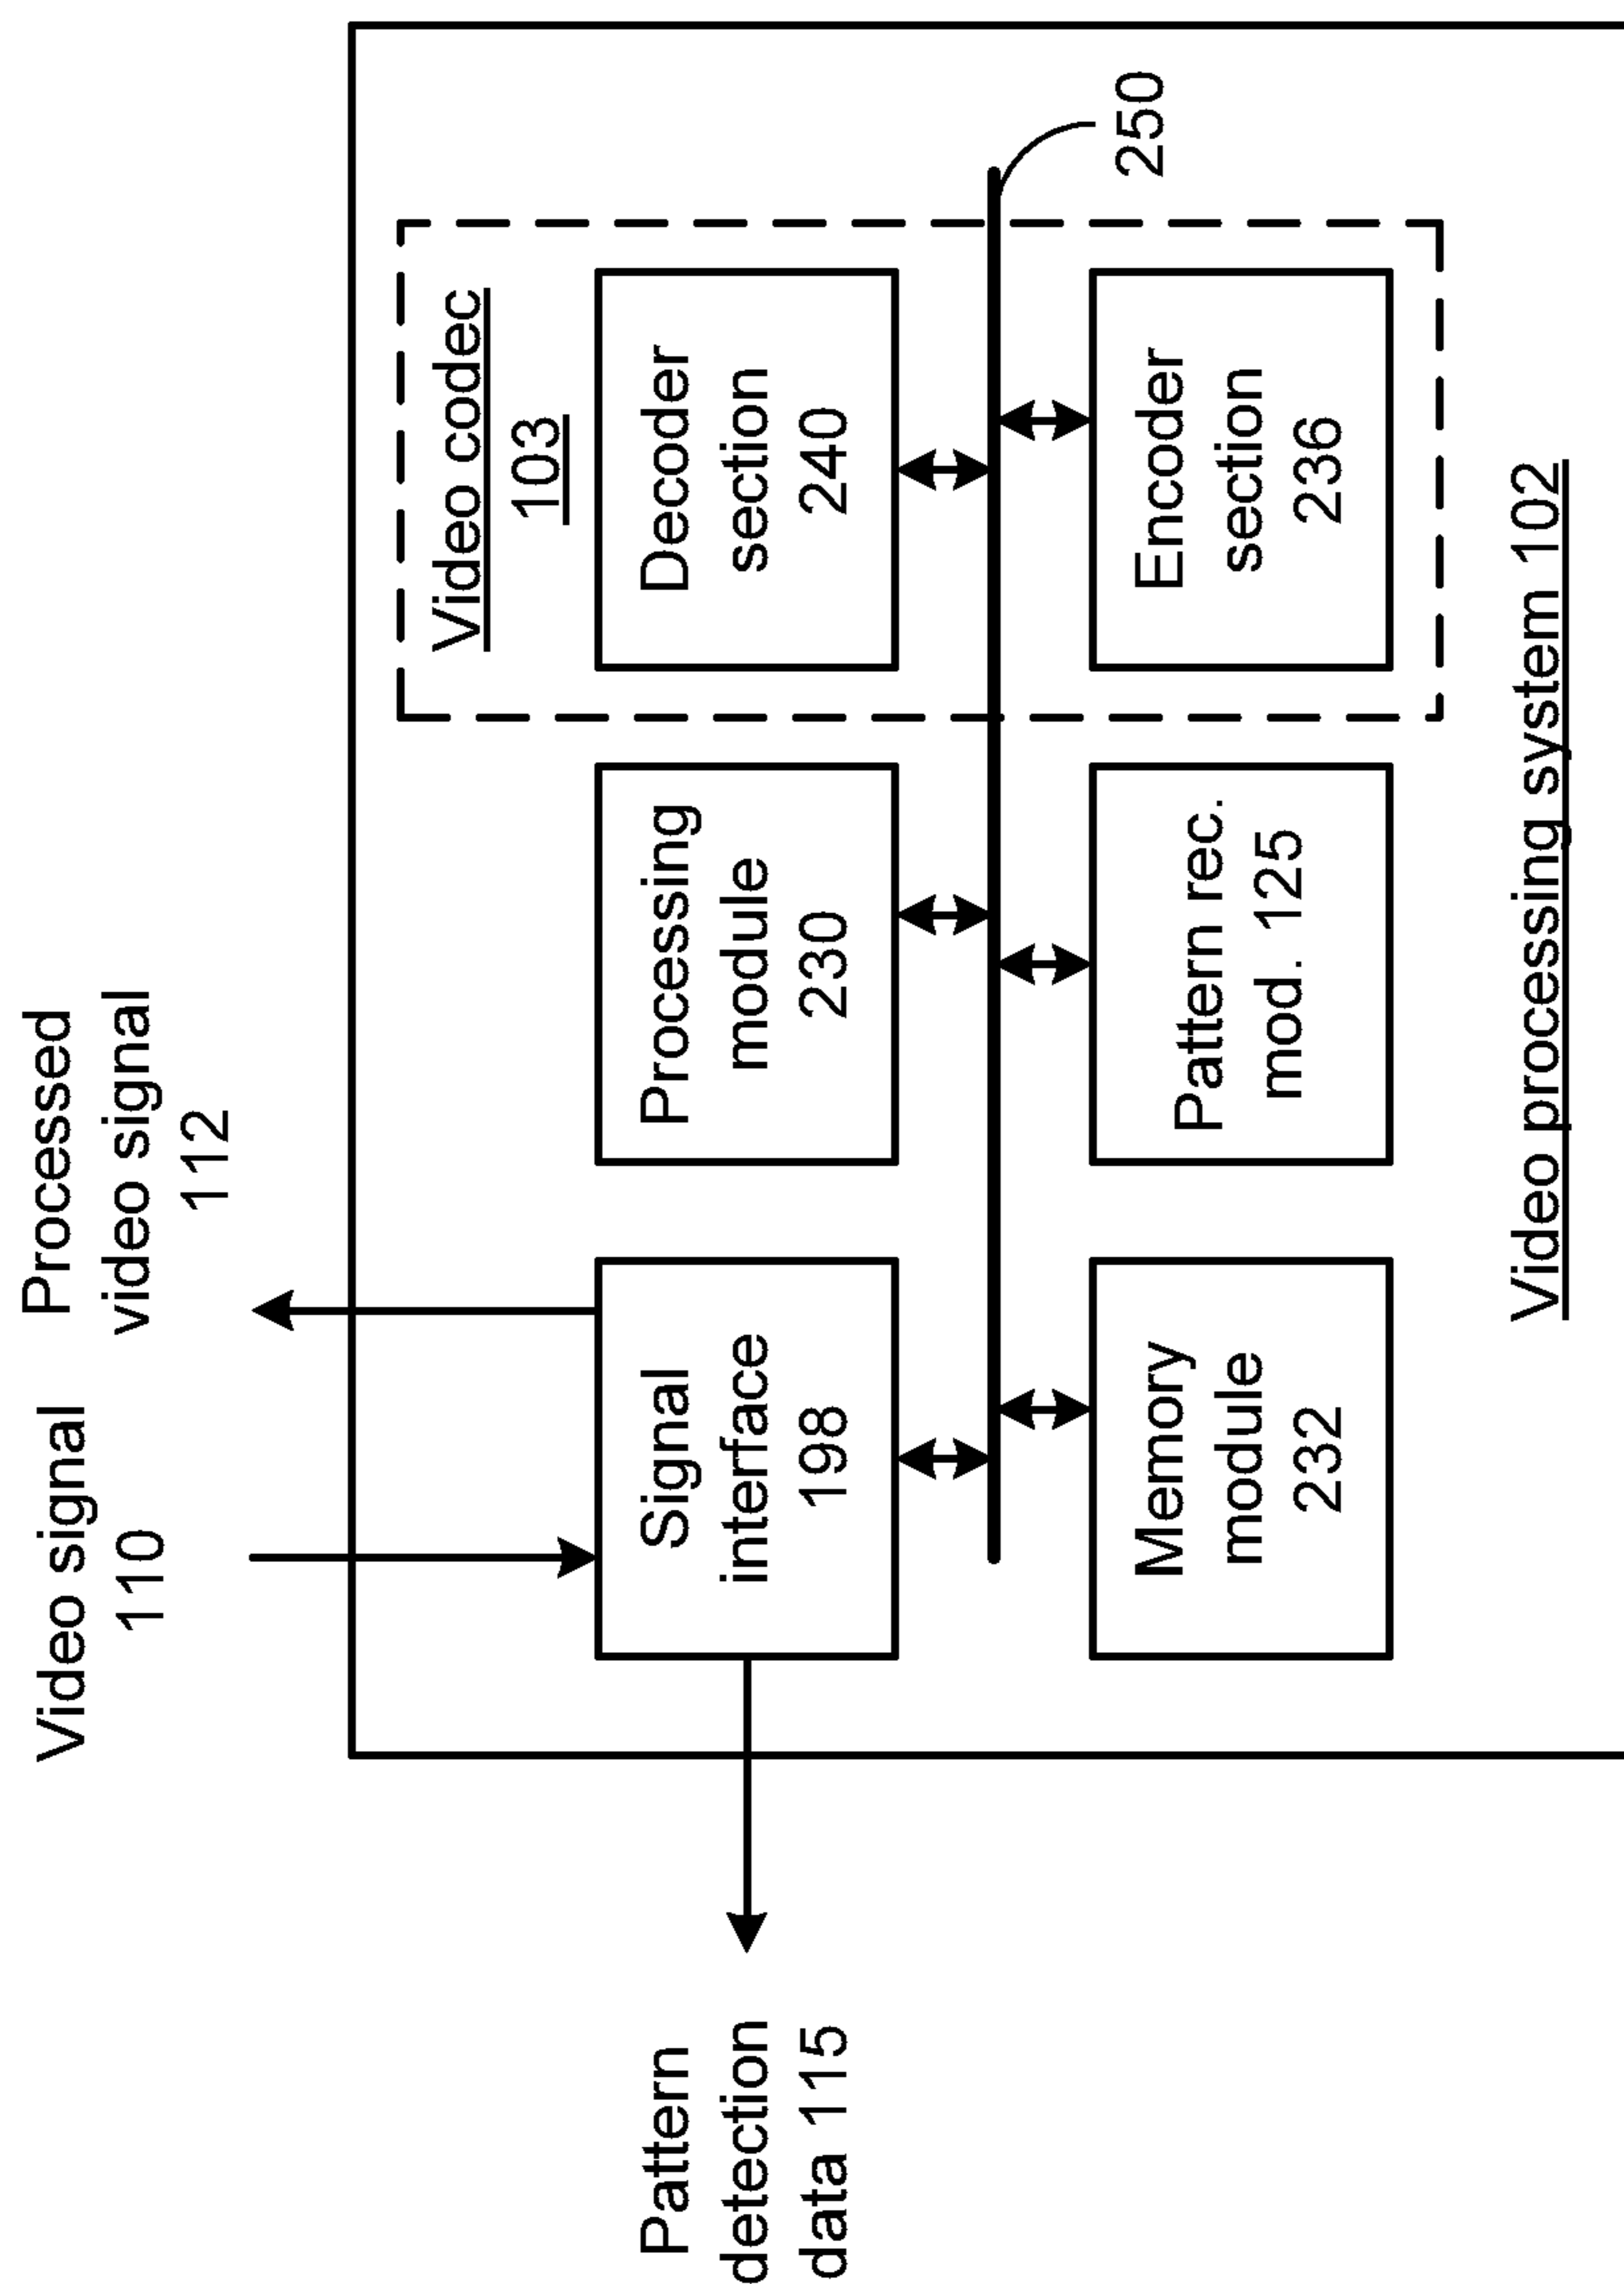 Video signal
110
Processed
video signal
112
Pattern
detection
data 115
Signal
interface
198
Processing
module
230
Video codec
103
Decoder
section
240
250
Memory
module
232
Pattern rec.
mod. 125
Encoder
section
236
Video processing system 102